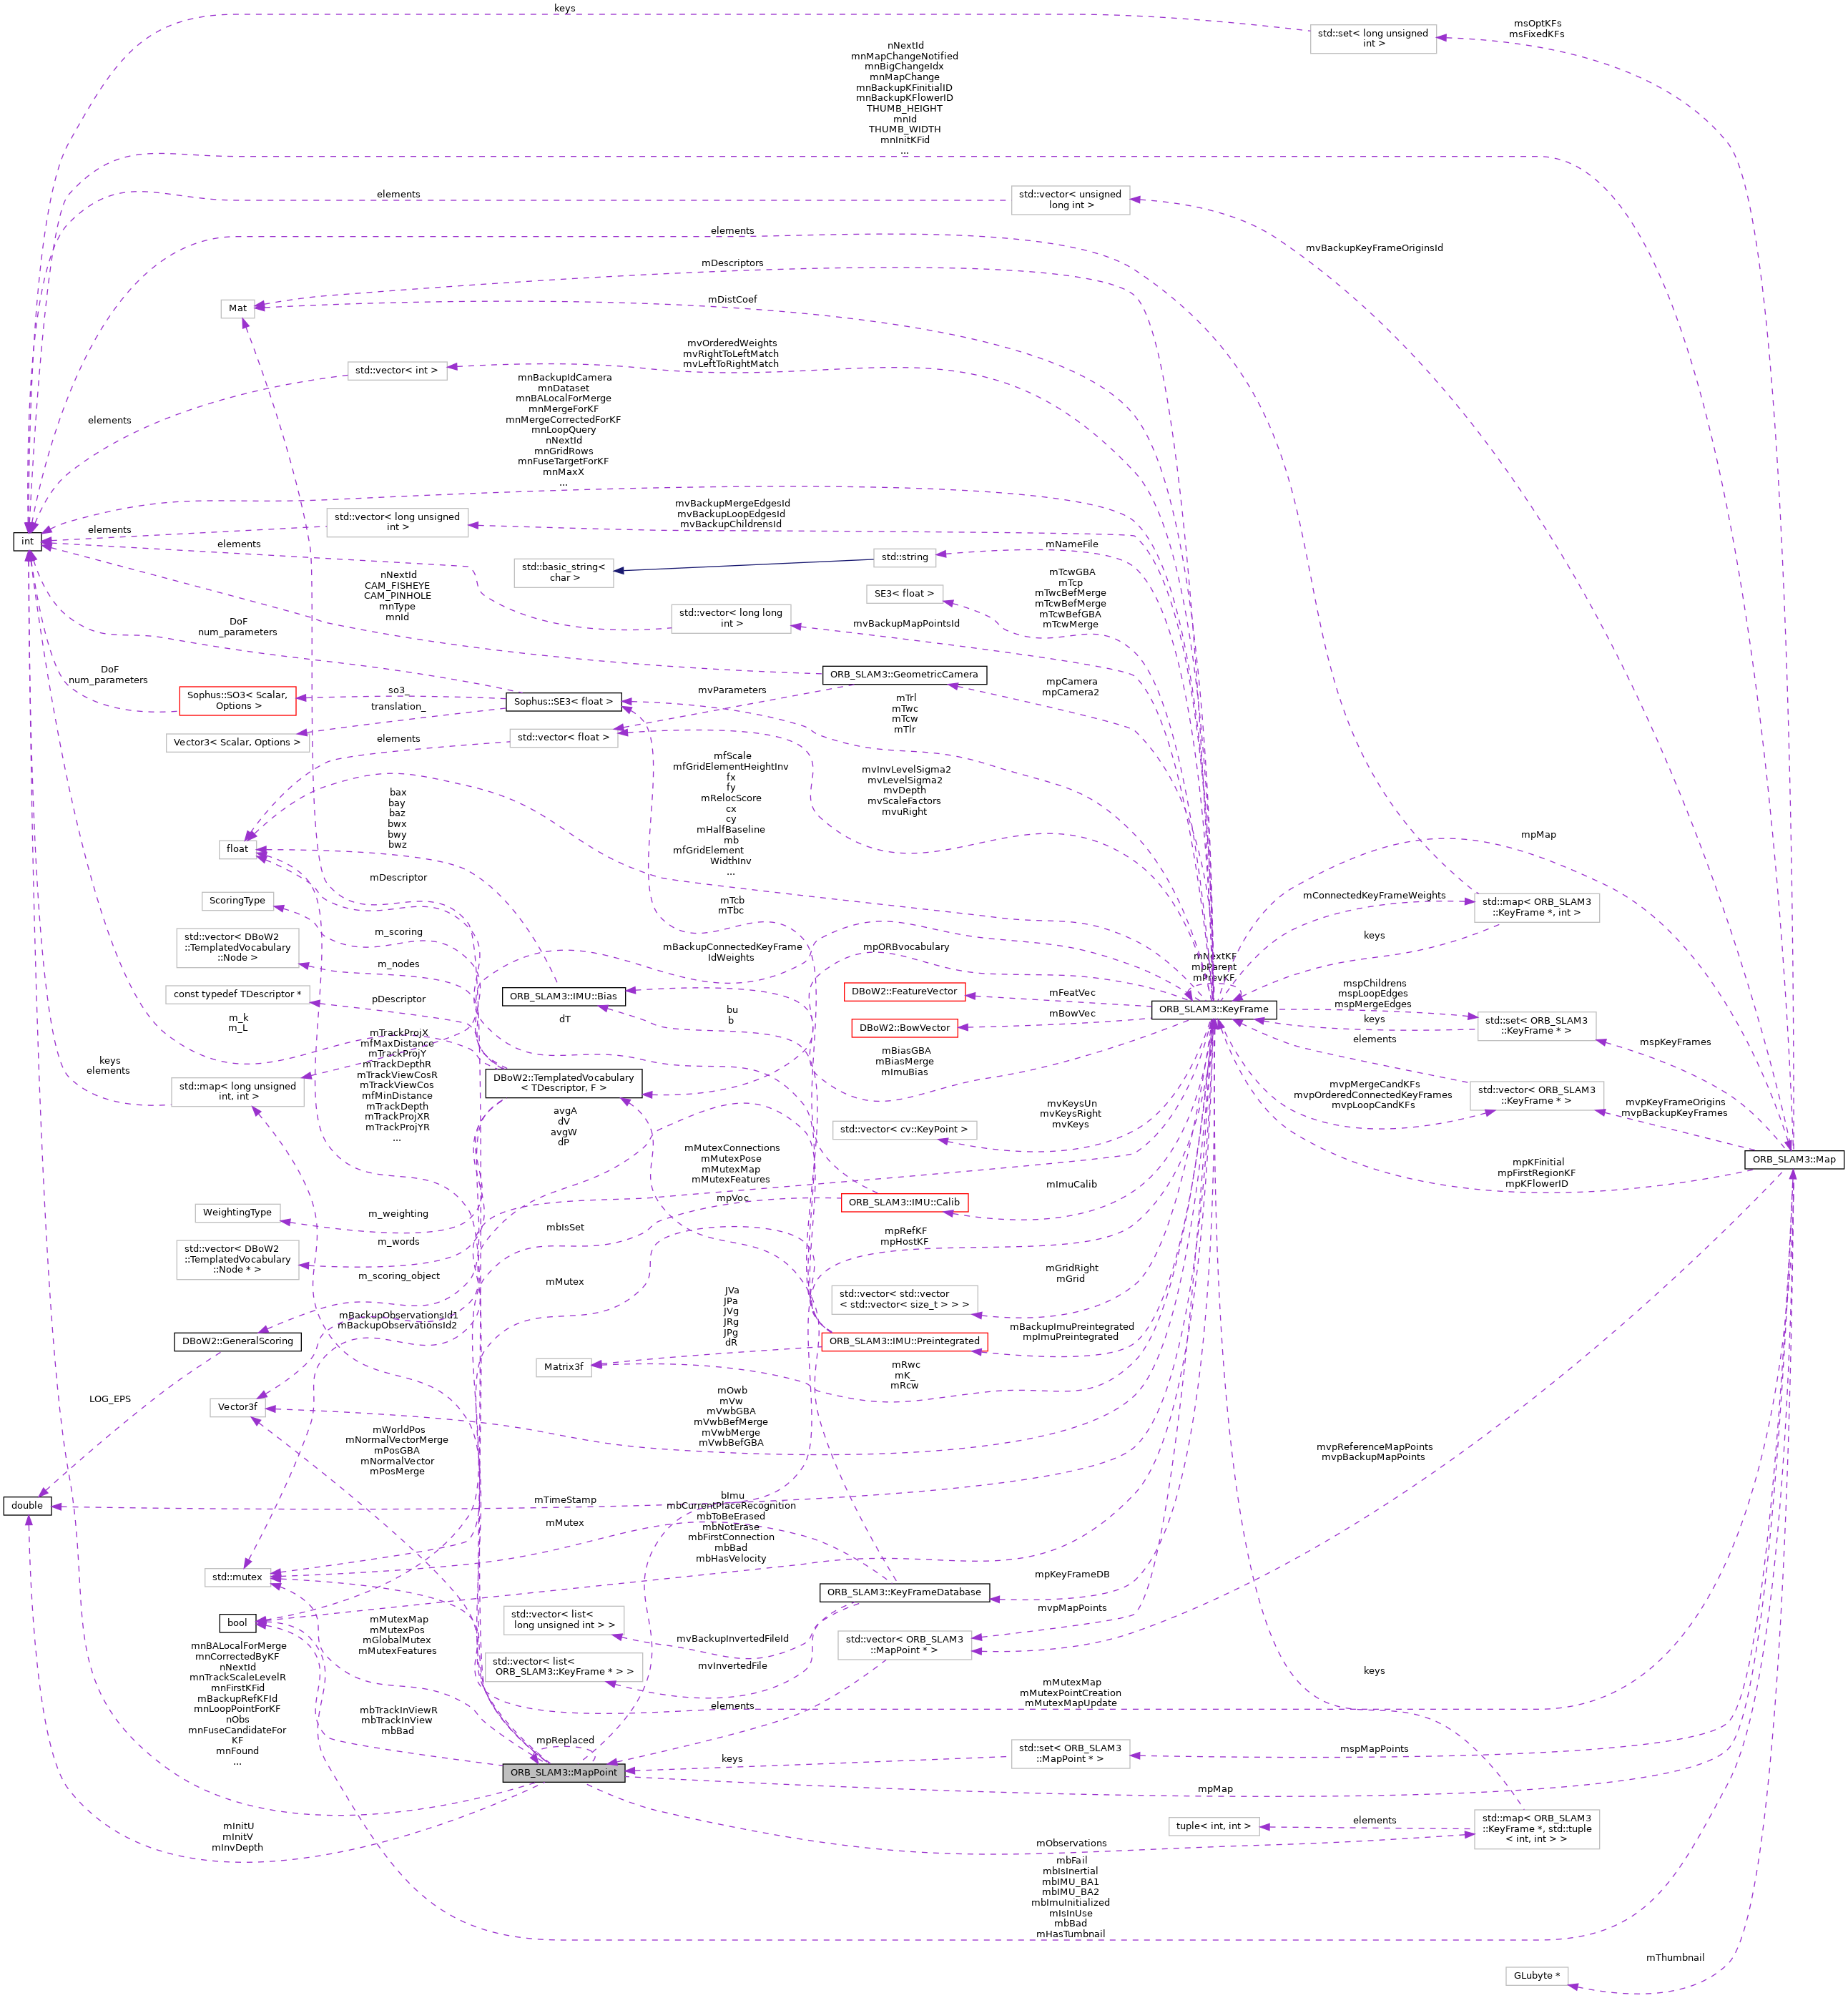 keys
std::set< long unsigned
int >
msOptKFs
msFixedKFs
nNextId
mnMapChangeNotified
mnBigChangeIdx
mnMapChange
mnBackupKFinitialID
mnBackupKFlowerID
THUMB_HEIGHT
mnId
THUMB_WIDTH
mnInitKFid
...
elements
std::vector< unsigned
long int >
mvBackupKeyFrameOriginsId
elements
mDescriptors
Mat
mDistCoef
mvOrderedWeights
mvRightToLeftMatch
mvLeftToRightMatch
std::vector< int >
elements
mnBackupIdCamera
mnDataset
mnBALocalForMerge
mnMergeForKF
mnMergeCorrectedForKF
mnLoopQuery
nNextId
mnGridRows
mnFuseTargetForKF
mnMaxX
...
mvBackupMergeEdgesId
mvBackupLoopEdgesId
mvBackupChildrensId
std::vector< long unsigned
int >
elements
int
elements
mNameFile
std::string
std::basic_string<
char >
SE3< float >
mTcwGBA
mTcp
mTwcBefMerge
mTcwBefMerge
mTcwBefGBA
mTcwMerge
nNextId
CAM_FISHEYE
CAM_PINHOLE
mnType
mnId
std::vector< long long
int >
mvBackupMapPointsId
DoF
num_parameters
DoF
num_parameters
ORB_SLAM3::GeometricCamera
mpCamera
mpCamera2
Sophus::SO3< Scalar,
Options >
so3_
Sophus::SE3< float >
mvParameters
translation_
mTrl
mTwc
mTcw
mTlr
Vector3< Scalar, Options >
elements
std::vector< float >
mfScale
mfGridElementHeightInv
fx
fy
mRelocScore
cx
cy
mHalfBaseline
mb
mfGridElement
WidthInv
...
mvInvLevelSigma2
mvLevelSigma2
mvDepth
mvScaleFactors
mvuRight
bax
bay
baz
bwx
bwy
bwz
float
mpMap
mDescriptor
ScoringType
mTcb
mTbc
mConnectedKeyFrameWeights
std::map< ORB_SLAM3
::KeyFrame *, int >
m_scoring
std::vector< DBoW2
::TemplatedVocabulary
::Node >
mBackupConnectedKeyFrame
IdWeights
mpORBvocabulary
keys
mNextKF
mpParent
mPrevKF
m_nodes
const typedef TDescriptor *
pDescriptor
ORB_SLAM3::IMU::Bias
DBoW2::FeatureVector
mFeatVec
ORB_SLAM3::KeyFrame
mspChildrens
mspLoopEdges
mspMergeEdges
m_k
m_L
dT
bu
b
DBoW2::BowVector
mBowVec
keys
std::set< ORB_SLAM3
::KeyFrame * >
mspKeyFrames
elements
mTrackProjX
mfMaxDistance
mTrackProjY
mTrackDepthR
mTrackViewCosR
mTrackViewCos
mfMinDistance
mTrackDepth
mTrackProjXR
mTrackProjYR
...
keys
elements
std::map< long unsigned
int, int >
DBoW2::TemplatedVocabulary
< TDescriptor, F >
mBiasGBA
mBiasMerge
mImuBias
mvpMergeCandKFs
mvpOrderedConnectedKeyFrames
mvpLoopCandKFs
std::vector< ORB_SLAM3
::KeyFrame * >
mvpKeyFrameOrigins
mvpBackupKeyFrames
avgA
dV
avgW
dP
mvKeysUn
mvKeysRight
mvKeys
std::vector< cv::KeyPoint >
mMutexConnections
mMutexPose
mMutexMap
mMutexFeatures
mpKFinitial
mpFirstRegionKF
mpKFlowerID
ORB_SLAM3::Map
mImuCalib
ORB_SLAM3::IMU::Calib
mpVoc
WeightingType
m_weighting
mbIsSet
mpRefKF
mpHostKF
std::vector< DBoW2
::TemplatedVocabulary
::Node * >
m_words
m_scoring_object
mMutex
mGridRight
mGrid
std::vector< std::vector
< std::vector< size_t > > >
mBackupObservationsId1
mBackupObservationsId2
JVa
JPa
JVg
JRg
JPg
dR
DBoW2::GeneralScoring
ORB_SLAM3::IMU::Preintegrated
mBackupImuPreintegrated
mpImuPreintegrated
Matrix3f
mRwc
mK_
mRcw
LOG_EPS
Vector3f
mOwb
mVw
mVwbGBA
mVwbBefMerge
mVwbMerge
mVwbBefGBA
mWorldPos
mNormalVectorMerge
mPosGBA
mNormalVector
mPosMerge
mvpReferenceMapPoints
mvpBackupMapPoints
double
mTimeStamp
bImu
mbCurrentPlaceRecognition
mbToBeErased
mbNotErase
mbFirstConnection
mbBad
mbHasVelocity
mMutex
std::mutex
mpKeyFrameDB
ORB_SLAM3::KeyFrameDatabase
bool
mvpMapPoints
std::vector< list<
long unsigned int > >
mMutexMap
mMutexPos
mGlobalMutex
mMutexFeatures
mvBackupInvertedFileId
std::vector< ORB_SLAM3
::MapPoint * >
mnBALocalForMerge
mnCorrectedByKF
nNextId
mnTrackScaleLevelR
mnFirstKFid
mBackupRefKFId
mnLoopPointForKF
nObs
mnFuseCandidateFor
KF
mnFound
...
std::vector< list<
ORB_SLAM3::KeyFrame * > >
mvInvertedFile
keys
mMutexMap
mMutexPointCreation
mMutexMapUpdate
elements
mbTrackInViewR
mbTrackInView
mbBad
mpReplaced
std::set< ORB_SLAM3
::MapPoint * >
mspMapPoints
keys
ORB_SLAM3::MapPoint
mpMap
tuple< int, int >
elements
std::map< ORB_SLAM3
::KeyFrame *, std::tuple
< int, int > >
mInitU
mInitV
mInvDepth
mObservations
mbFail
mbIsInertial
mbIMU_BA1
mbIMU_BA2
mbImuInitialized
mIsInUse
mbBad
mHasTumbnail
mThumbnail
GLubyte *